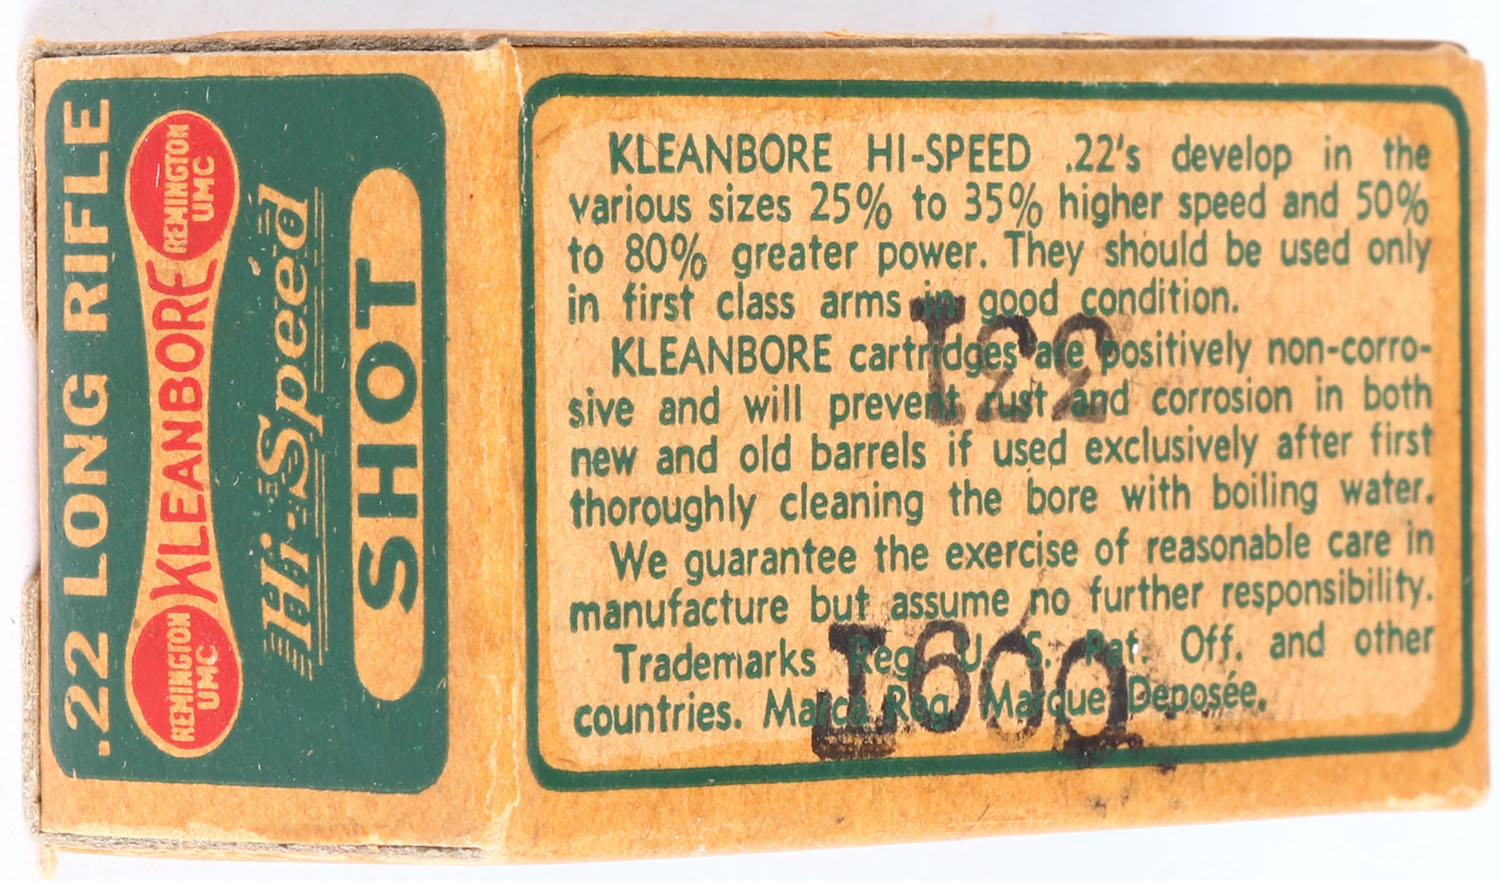 .22 LONG RIFLE
REMINGTON
UMC
KLEANBORE
REMINGTON
UMC
Hi-Speed
SHOT
KLEANBORE HI-SPEED .22's develop in the
various sizes 25% to 35% higher speed and 50%
to 80% greater power. They should be used only
in first class arms in good condition.
KLEANBORE cartridges are positively non-corro-
sive and will prevent rust and corrosion in both
new and old barrels if used exclusively after first
thoroughly cleaning the bore with boiling water.
We guarantee the exercise of reasonable care in
manufacture but assume no further responsibility.
Trademarks Reg. U. S. Pat. Off. and other
countries. Marca Reg. Marque Deposée.